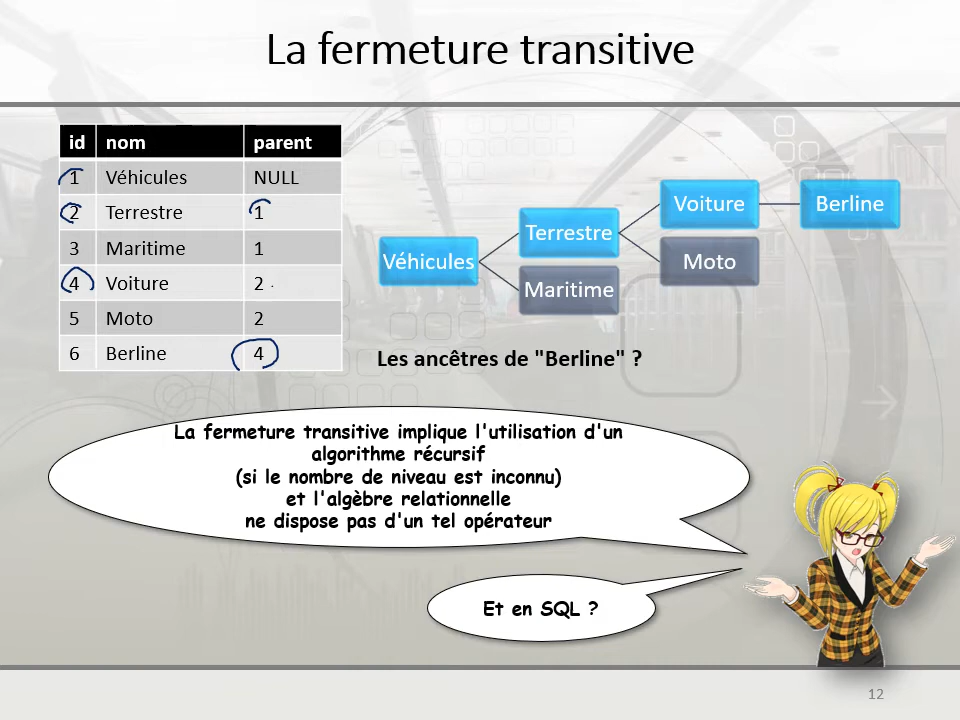 La fermeture transitive
id nom parent
1 Véhicules NULL
2 Terrestre 1
3 Maritime 1
4 Voiture 2
5 Moto 2
6 Berline 4
Véhicules
Terrestre
Maritime
Voiture
Moto
Berline
Les ancêtres de "Berline" ?
La fermeture transitive implique l'utilisation d'un
algorithme récursif
(si le nombre de niveau est inconnu)
et l'algèbre relationnelle
ne dispose pas d'un tel opérateur
Et en SQL ?
12